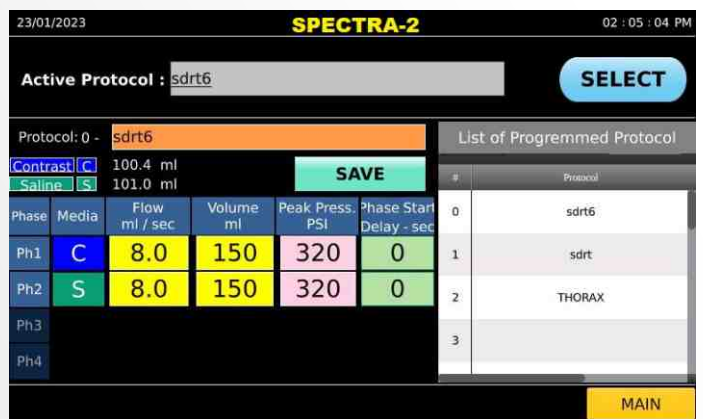 23/01/2023 SPECTRA-2 02 : 05 : 04 PM
Active Protocol : sdrt6 SELECT
Protocol: 0 - sdrt6 List of Progremmed Protocol
Contrast C 100.4 ml SAVE
Saline S 101.0 ml
# Protocol
Phase Media Flow ml / sec Volume ml Peak Press. PSI Phase Start Delay - sec
0 sdrt6
Ph1 C 8.0 150 320 0
1 sdrt
Ph2 S 8.0 150 320 0
2 THORAX
Ph3
3
Ph4
MAIN